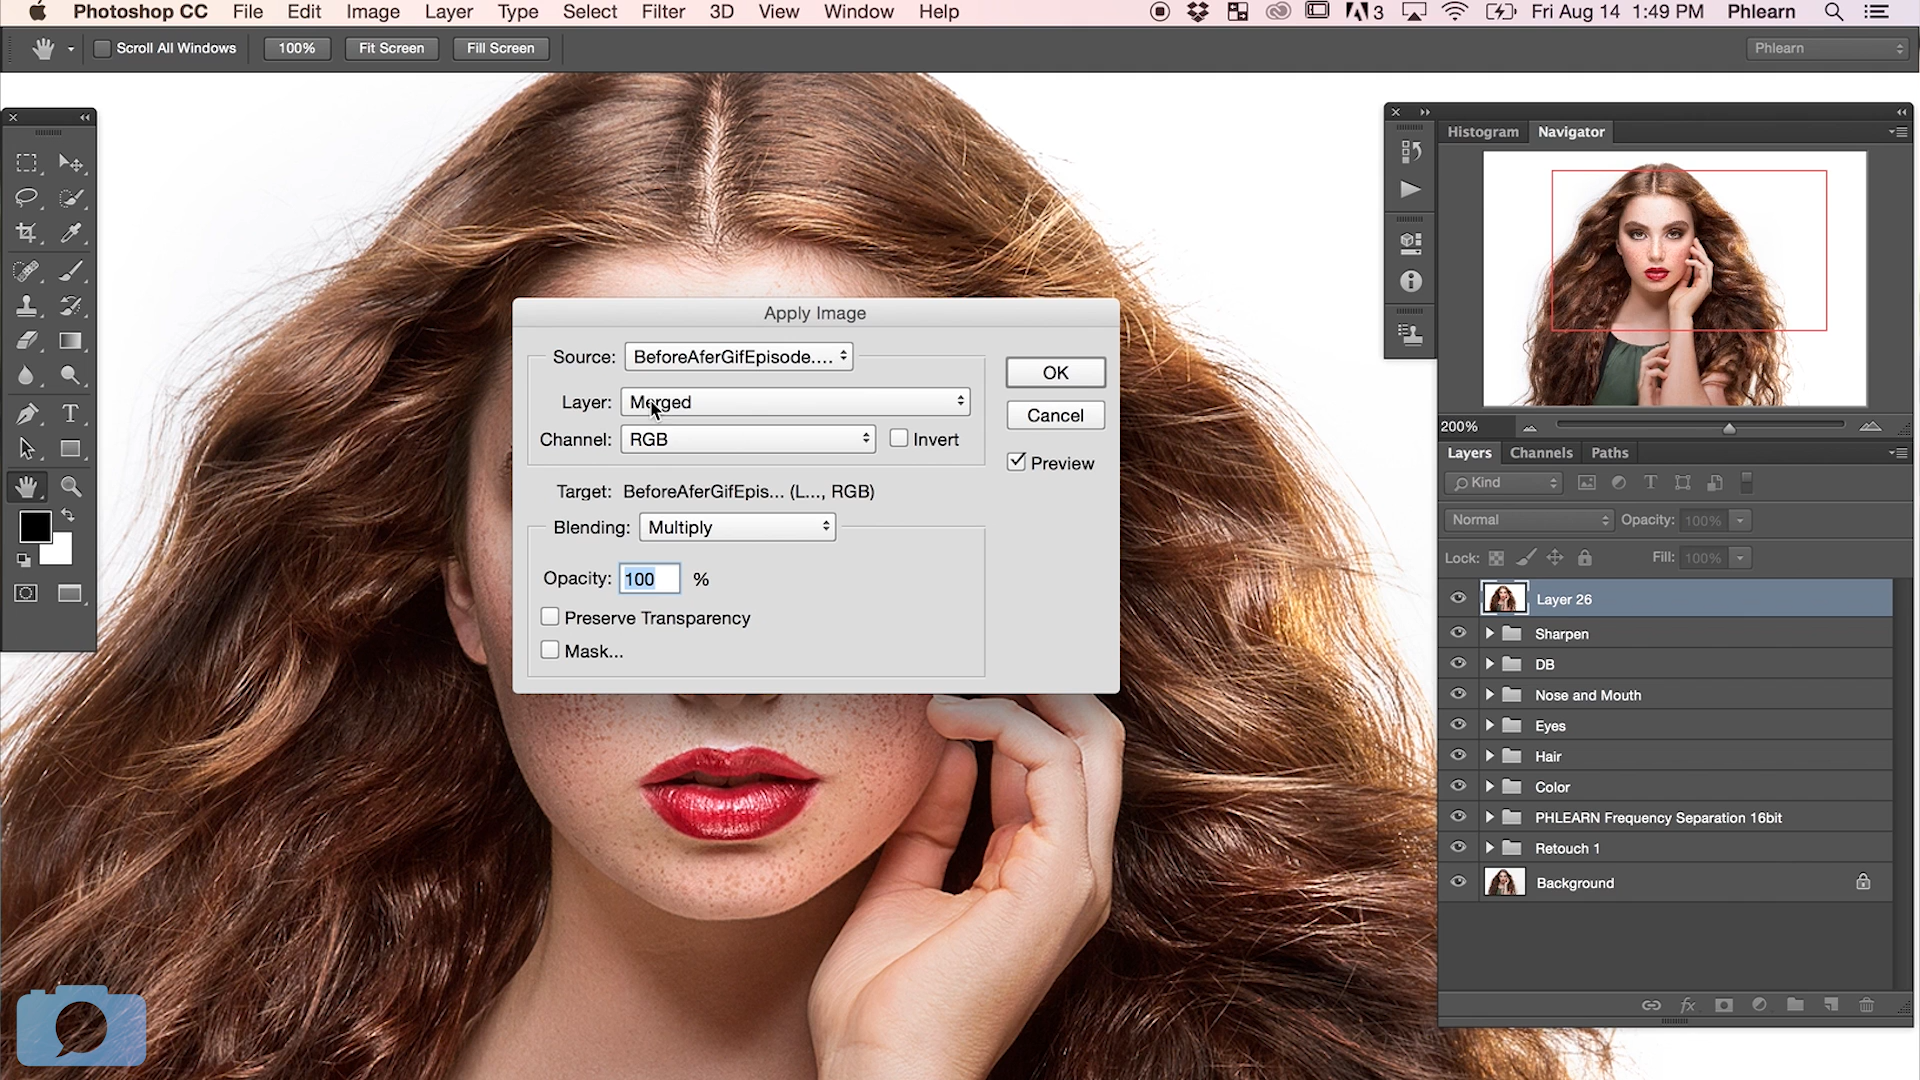 Photoshop CC File Edit Image Layer Type Select Filter 3D View Window Help 3 Fri Aug 14 1:49 PM Phlearn
Scroll All Windows 100% Fit Screen Fill Screen Phlearn
Histogram Navigator
Apply Image
Source: BeforeAferGifEpisode....
Layer: Merged
Channel: RGB Invert
OK
Cancel
Preview
Target: BeforeAferGifEpis... (L..., RGB)
Blending: Multiply
Opacity: 100 %
Preserve Transparency
Mask...
200%
Layers Channels Paths
Kind
Normal Opacity: 100%
Lock: Fill: 100%
Layer 26
Sharpen
DB
Nose and Mouth
Eyes
Hair
Color
PHLEARN Frequency Separation 16bit
Retouch 1
Background